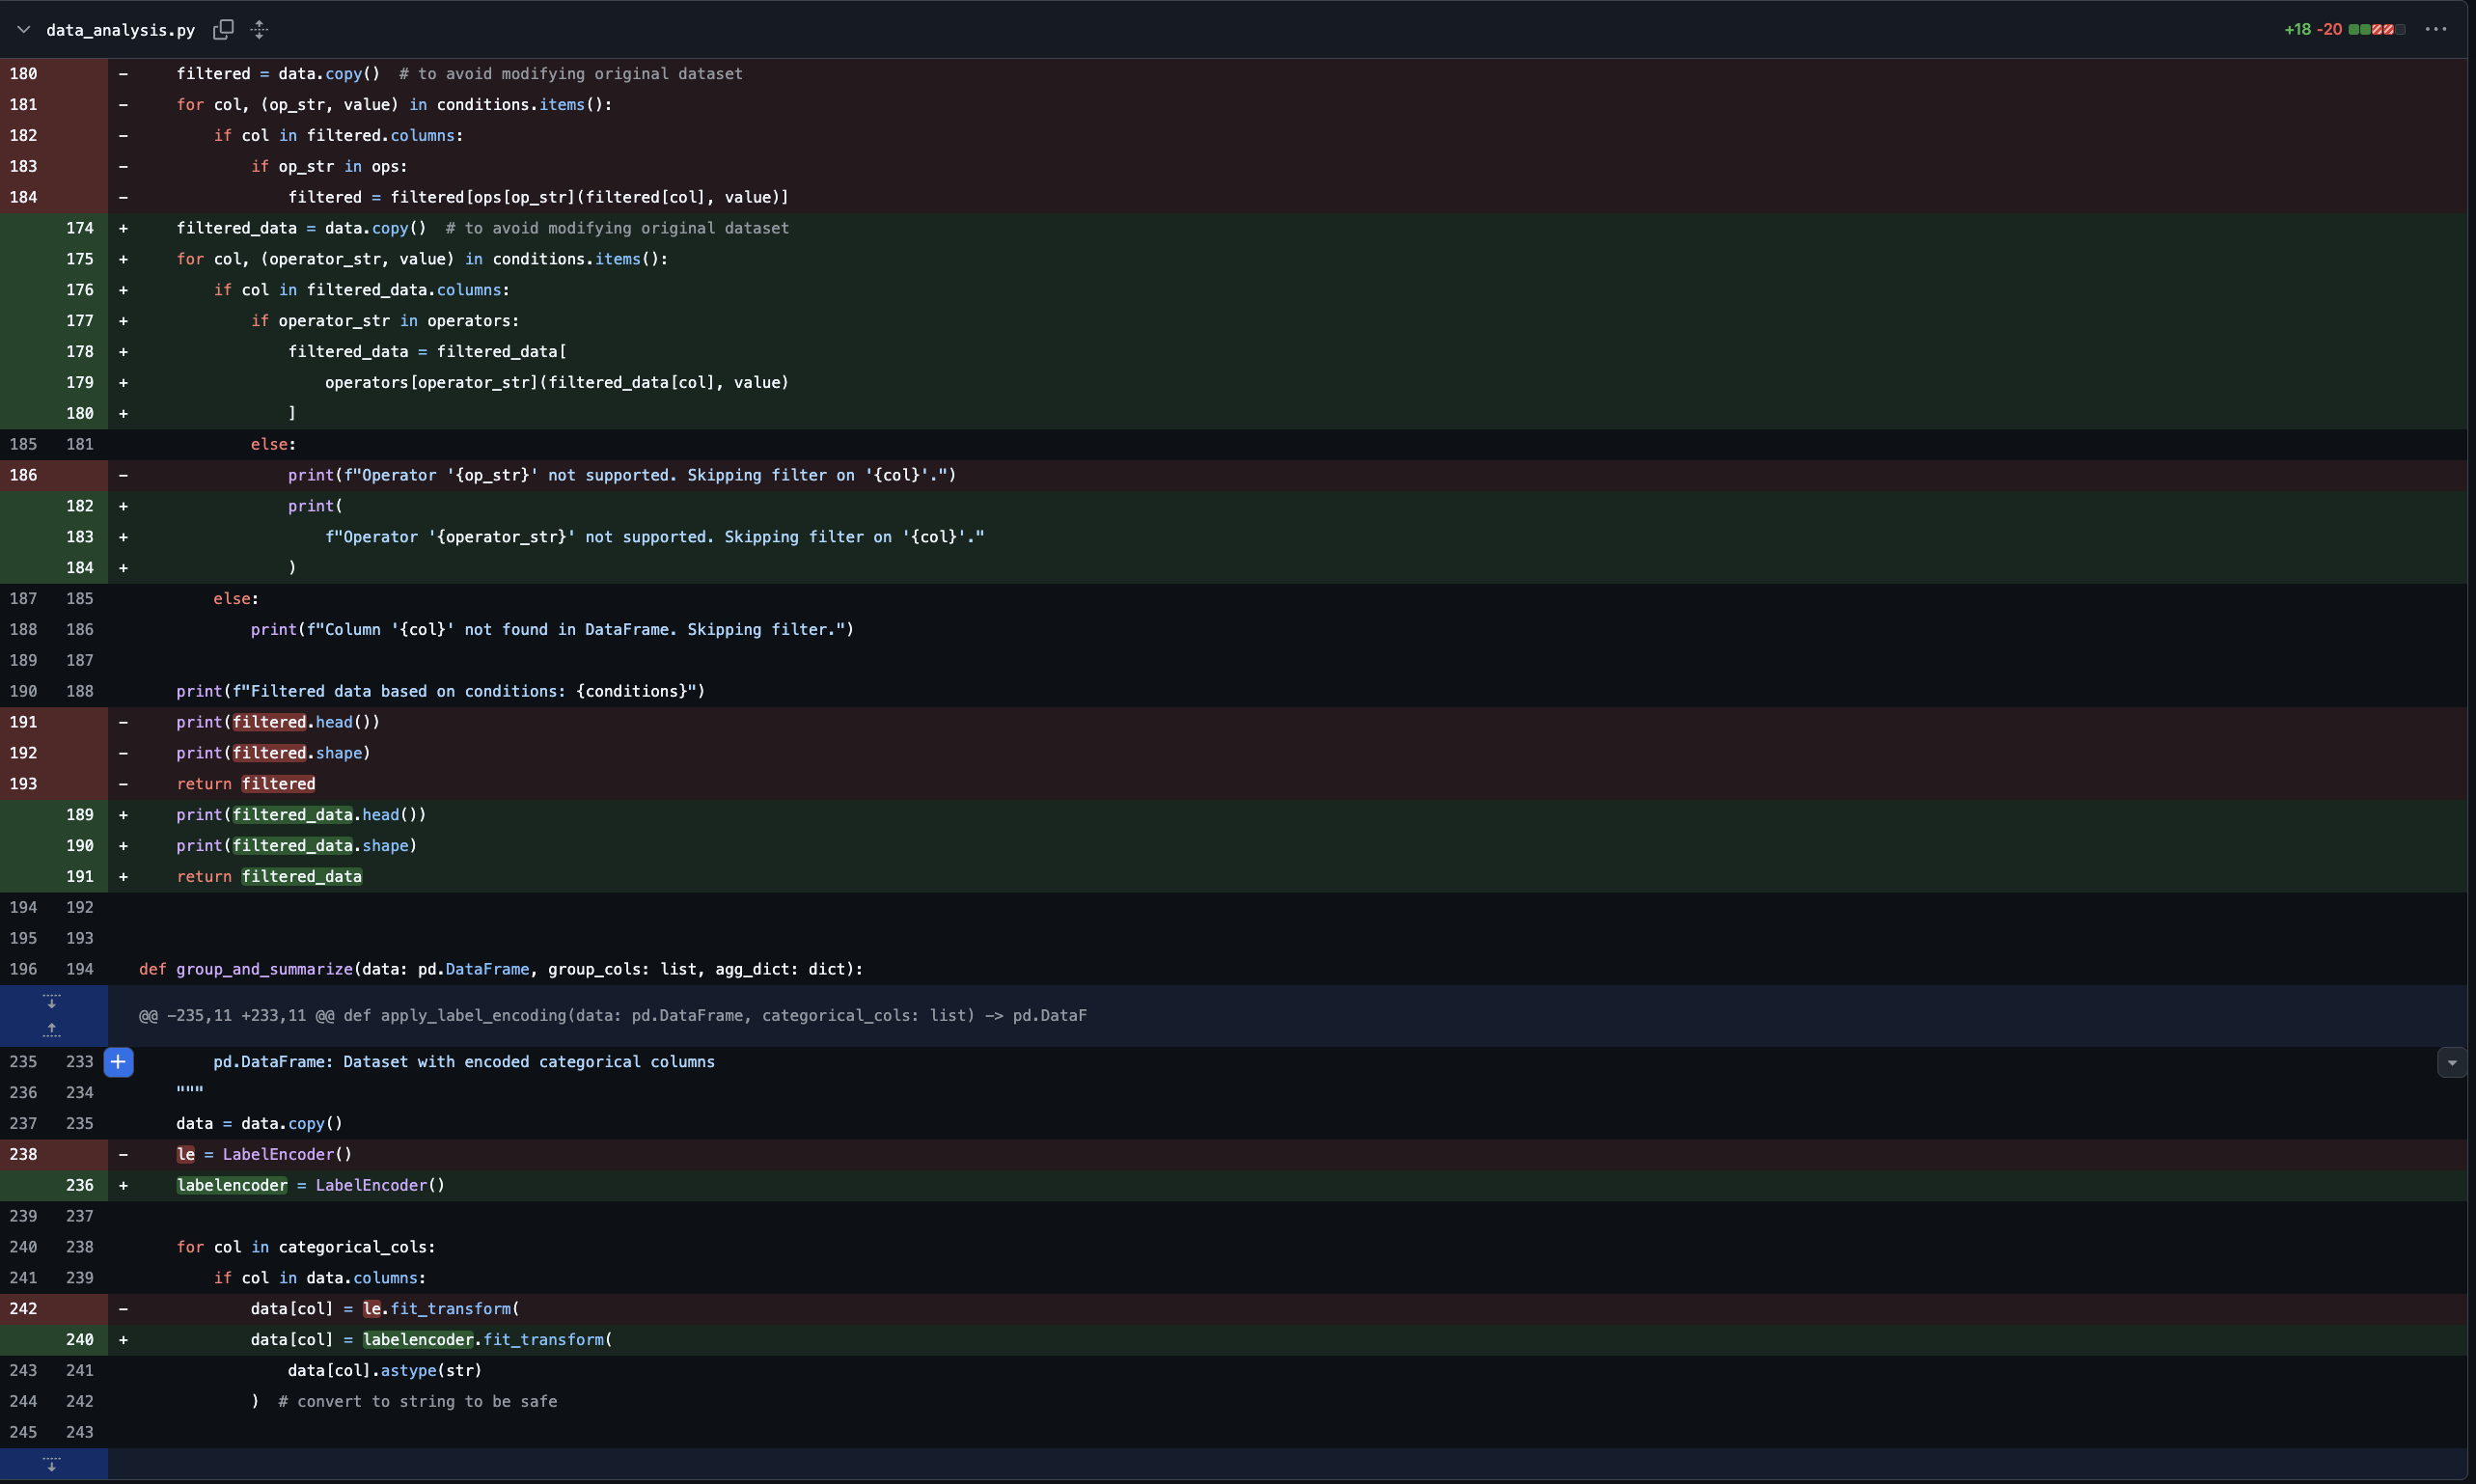 data_analysis.py +18 -20
180 - filtered = data.copy()  # to avoid modifying original dataset
181 - for col, (op_str, value) in conditions.items():
182 - if col in filtered.columns:
183 - if op_str in ops:
184 - filtered = filtered[ops[op_str](filtered[col], value)]
174 + filtered_data = data.copy()  # to avoid modifying original dataset
175 + for col, (operator_str, value) in conditions.items():
176 + if col in filtered_data.columns:
177 + if operator_str in operators:
178 + filtered_data = filtered_data[
179 + operators[operator_str](filtered_data[col], value)
180 + ]
185 181 else:
186 - print(f"Operator '{op_str}' not supported. Skipping filter on '{col}'.")
182 + print(
183 + f"Operator '{operator_str}' not supported. Skipping filter on '{col}'."
184 + )
187 185 else:
188 186 print(f"Column '{col}' not found in DataFrame. Skipping filter.")
189 187
190 188 print(f"Filtered data based on conditions: {conditions}")
191 - print(filtered.head())
192 - print(filtered.shape)
193 - return filtered
189 + print(filtered_data.head())
190 + print(filtered_data.shape)
191 + return filtered_data
194 192
195 193
196 194 def group_and_summarize(data: pd.DataFrame, group_cols: list, agg_dict: dict):
@@ -235,11 +233,11 @@ def apply_label_encoding(data: pd.DataFrame, categorical_cols: list) -> pd.DataF
235 233 pd.DataFrame: Dataset with encoded categorical columns
236 234 """
237 235 data = data.copy()
238 - le = LabelEncoder()
236 + labelencoder = LabelEncoder()
239 237
240 238 for col in categorical_cols:
241 239 if col in data.columns:
242 - data[col] = le.fit_transform(
240 + data[col] = labelencoder.fit_transform(
243 241 data[col].astype(str)
244 242 )  # convert to string to be safe
245 243